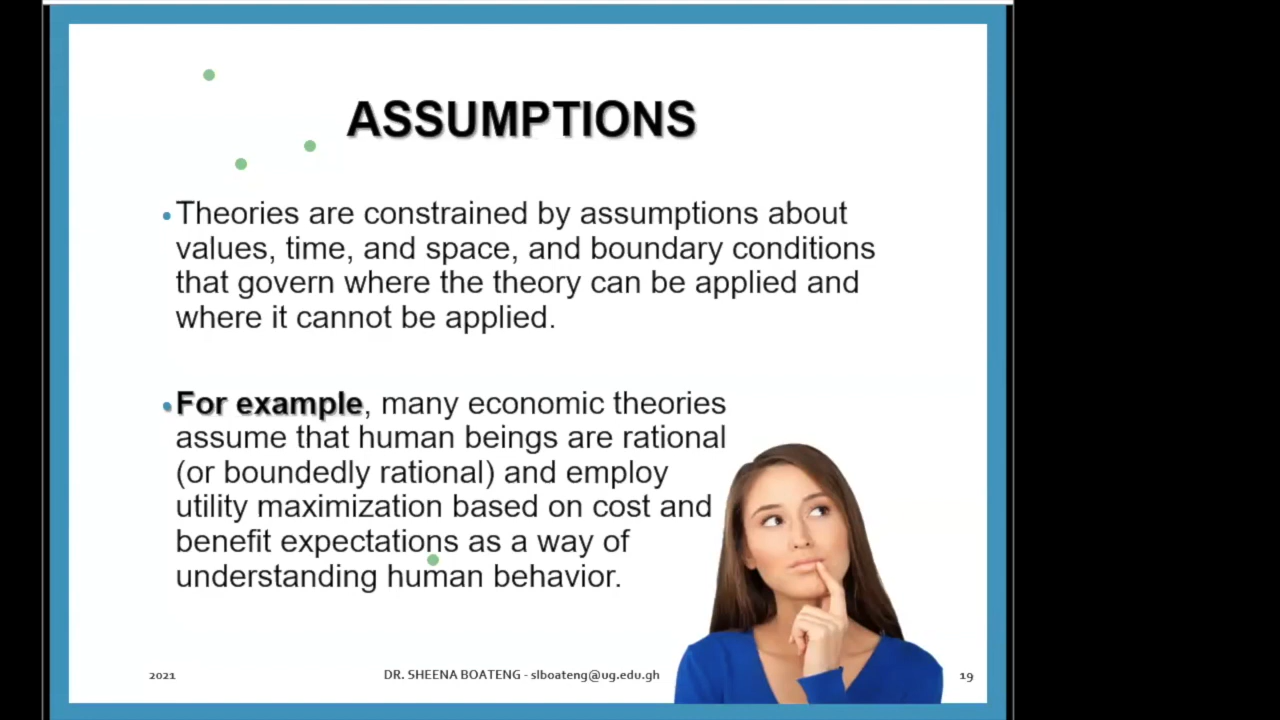 ASSUMPTIONS
•Theories are constrained by assumptions about
values, time, and space, and boundary conditions
that govern where the theory can be applied and
where it cannot be applied.
•For example, many economic theories
assume that human beings are rational
(or boundedly rational) and employ
utility maximization based on cost and
benefit expectations as a way of
understanding human behavior.
2021 DR. SHEENA BOATENG - slboateng@ug.edu.gh 19